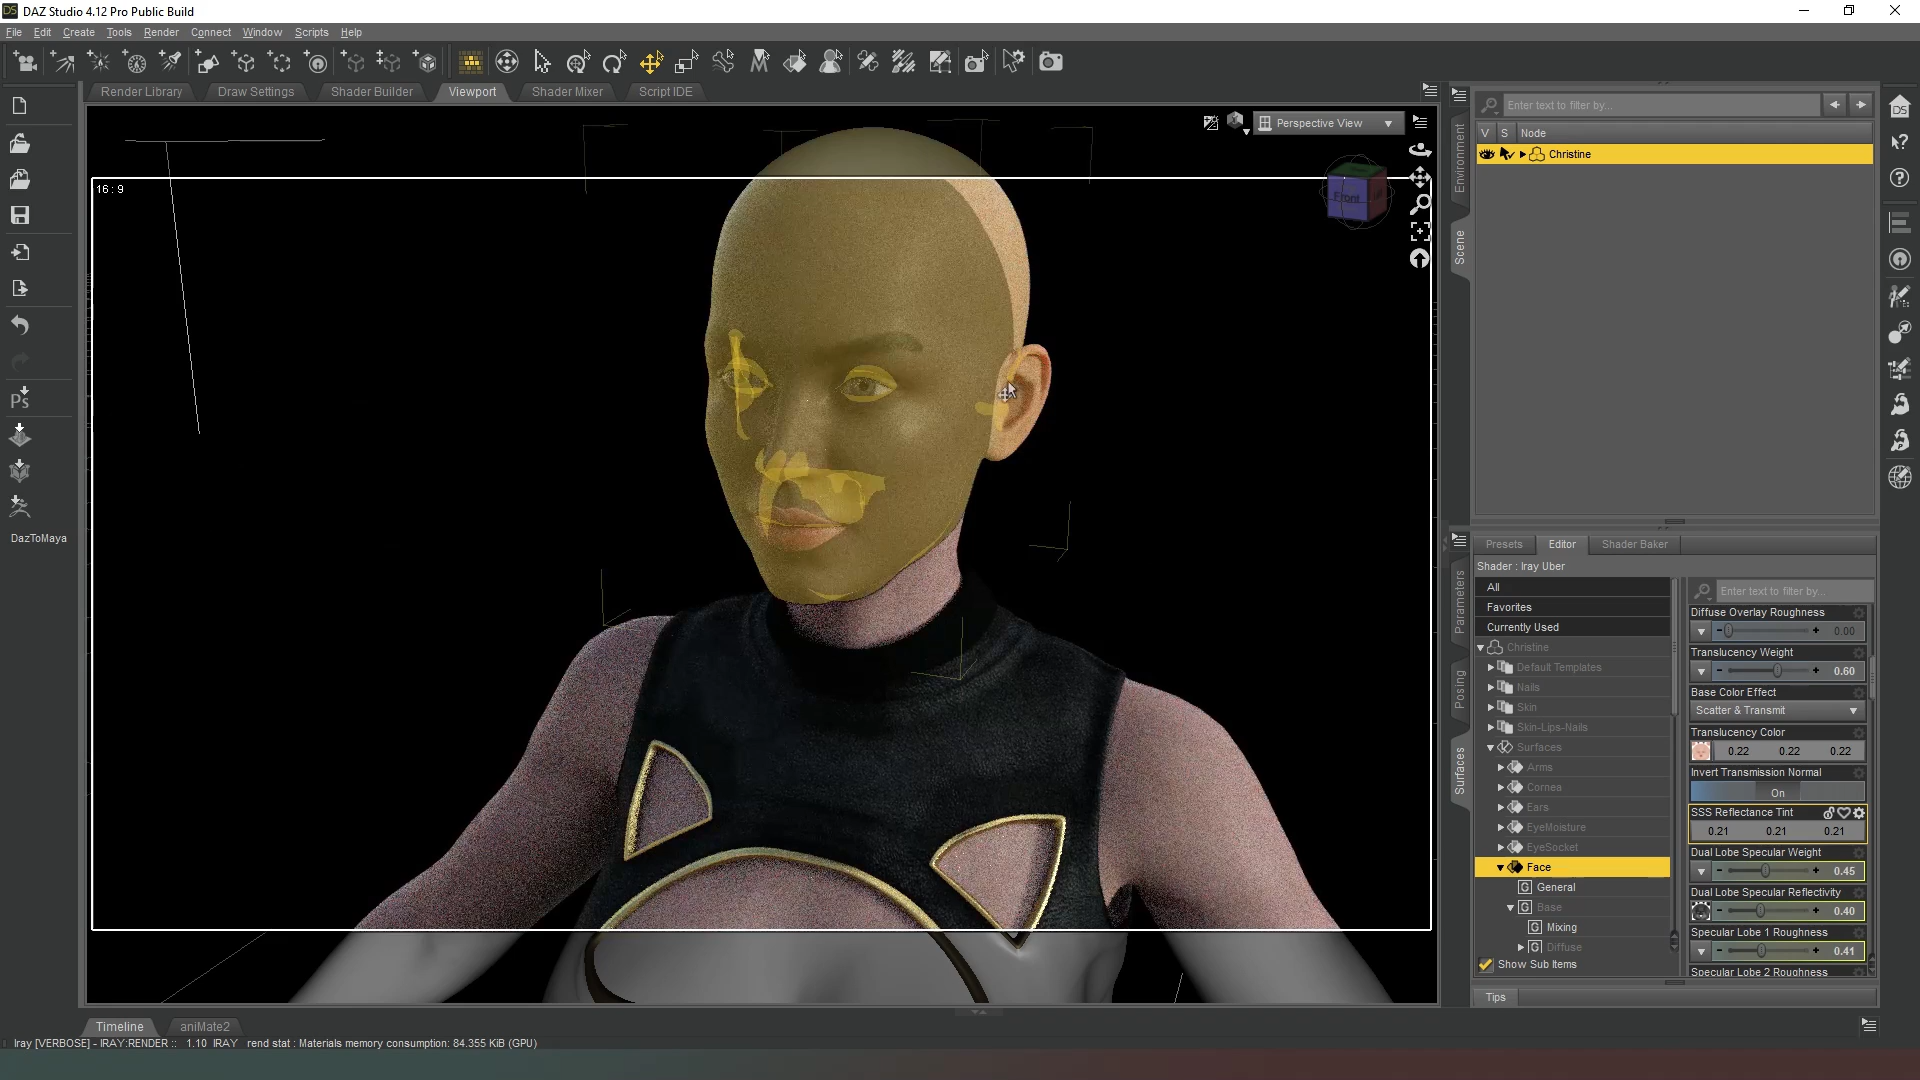 DAZ Studio 4.12 Pro Public Build
File Edit Create Tools Render Connect Window Scripts Help
Render Library Draw Settings Shader Builder Viewport Shader Mixer Script IDE
16 : 9
Perspective View
Front
Ps
DazToMaya
Environment
Scene
Enter text to filter by...
V S Node
Christine
Parameters
Posing
Surfaces
Presets Editor Shader Baker
Shader : Iray Uber
All
Favorites
Currently Used
Christine
Default Templates
Nails
Skin
Skin-Lips-Nails
Surfaces
Arms
Cornea
Ears
EyeMoisture
EyeSocket
Face
General
Base
Mixing
Diffuse
Show Sub Items
Enter text to filter by...
Diffuse Overlay Roughness
0.00
Translucency Weight
0.60
Base Color Effect
Scatter & Transmit
Translucency Color
0.22 0.22 0.22
Invert Transmission Normal
On
SSS Reflectance Tint
0.21 0.21 0.21
Dual Lobe Specular Weight
0.45
Dual Lobe Specular Reflectivity
0.40
Specular Lobe 1 Roughness
0.41
Specular Lobe 2 Roughness
Tips
Timeline aniMate2
Iray [VERBOSE] - IRAY:RENDER :: 1.10 IRAY rend stat : Materials memory consumption: 84.355 KiB (GPU)